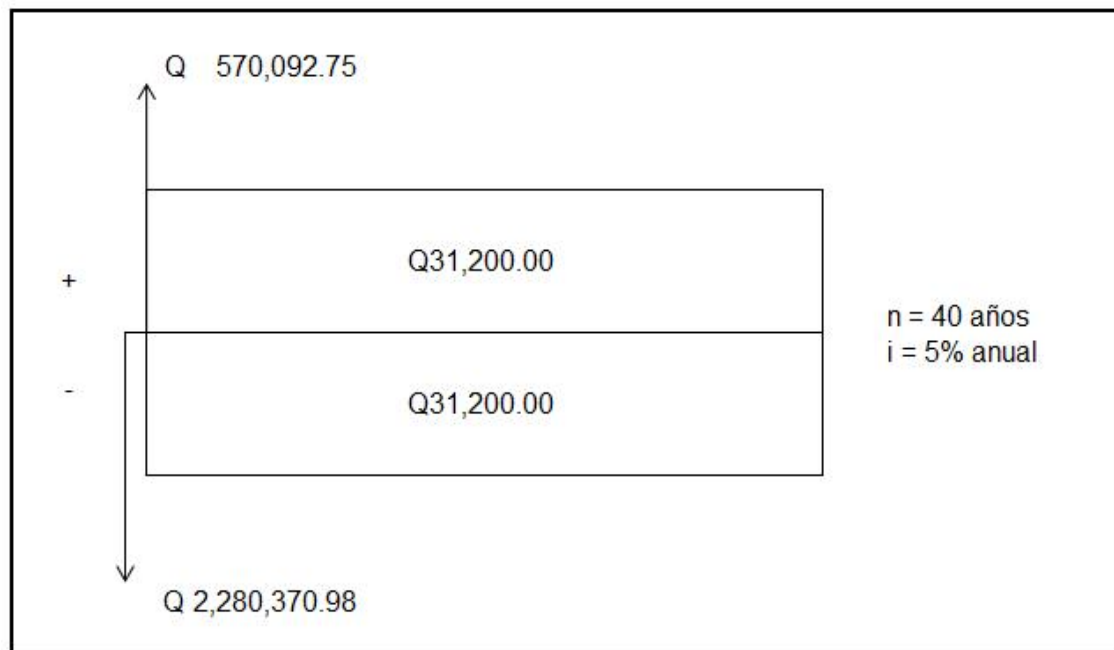 Q 570,092.75
Q31,200.00
+
n = 40 años
i = 5% anual
-
Q31,200.00
Q 2,280,370.98